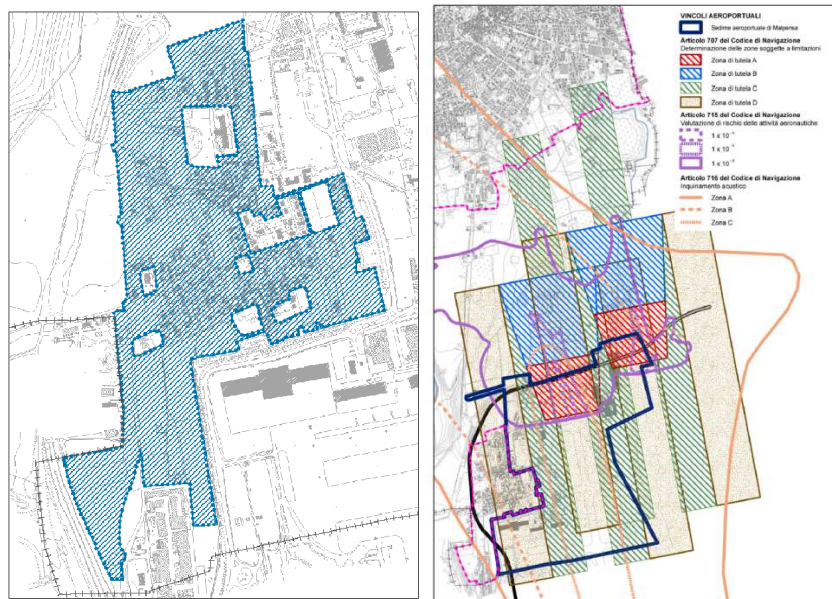 VINCOLI AEROPORTUALI
Sedime aeroportuale di Malpensa
Articolo 707 del Codice di Navigazione
Determinazione delle zone soggette a limitazioni
Zona di tutela A
Zona di tutela B
Zona di tutela C
Zona di tutela D
Articolo 715 del Codice di Navigazione
Valutazione di rischio delle attività aeronautiche
1 x 10
1 x 10
1 x 10
Articolo 716 del Codice di Navigazione
Inquinamento acustico
Zona A
Zona B
Zona C